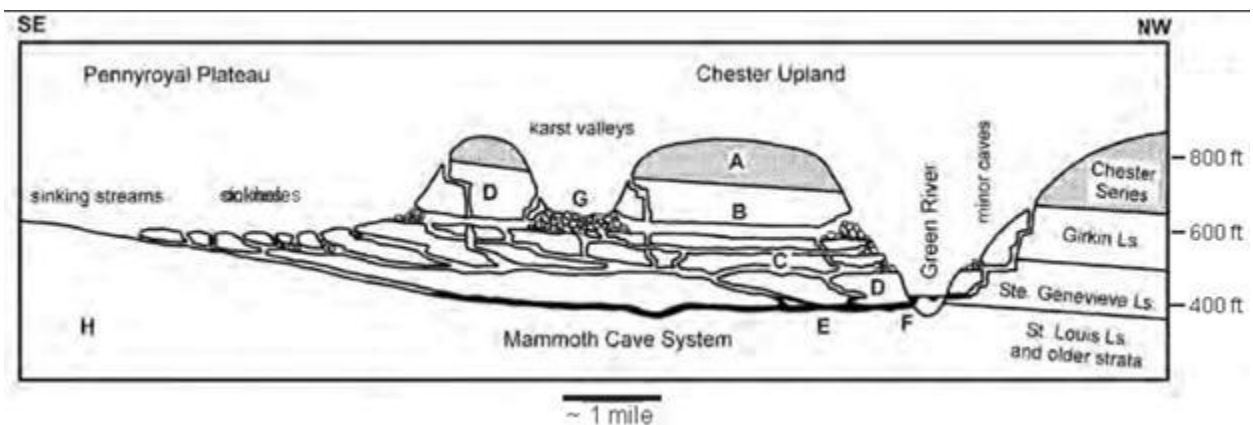 SE
NW
Pennyroyal Plateau
Chester Upland
karst valleys
sinking streams
A
D
G
B
C
D
E
F
H
Green River
minor caves
Chester
Series
Girkin Ls.
Ste. Genevieve Ls.
St. Louis Ls.
and older strata
800 ft
600 ft
400 ft
Mammoth Cave System
~ 1 mile